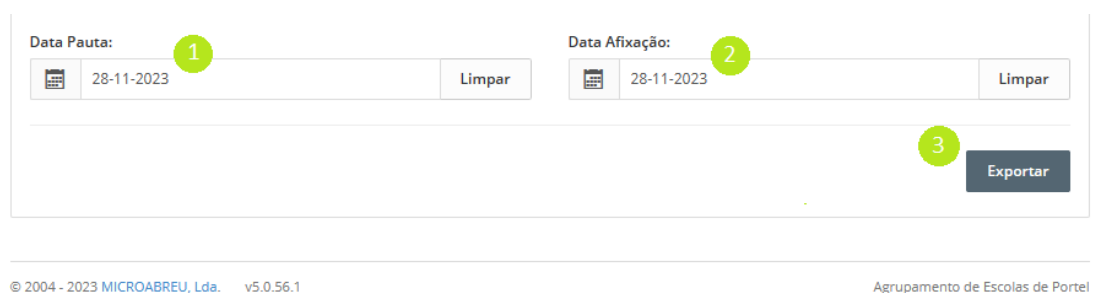 Data Pauta:
1
28-11-2023
Limpar
Data Afixação:
2
28-11-2023
Limpar
3
Exportar
© 2004 - 2023 MICROABREU, Lda. v5.0.56.1
Agrupamento de Escolas de Portel